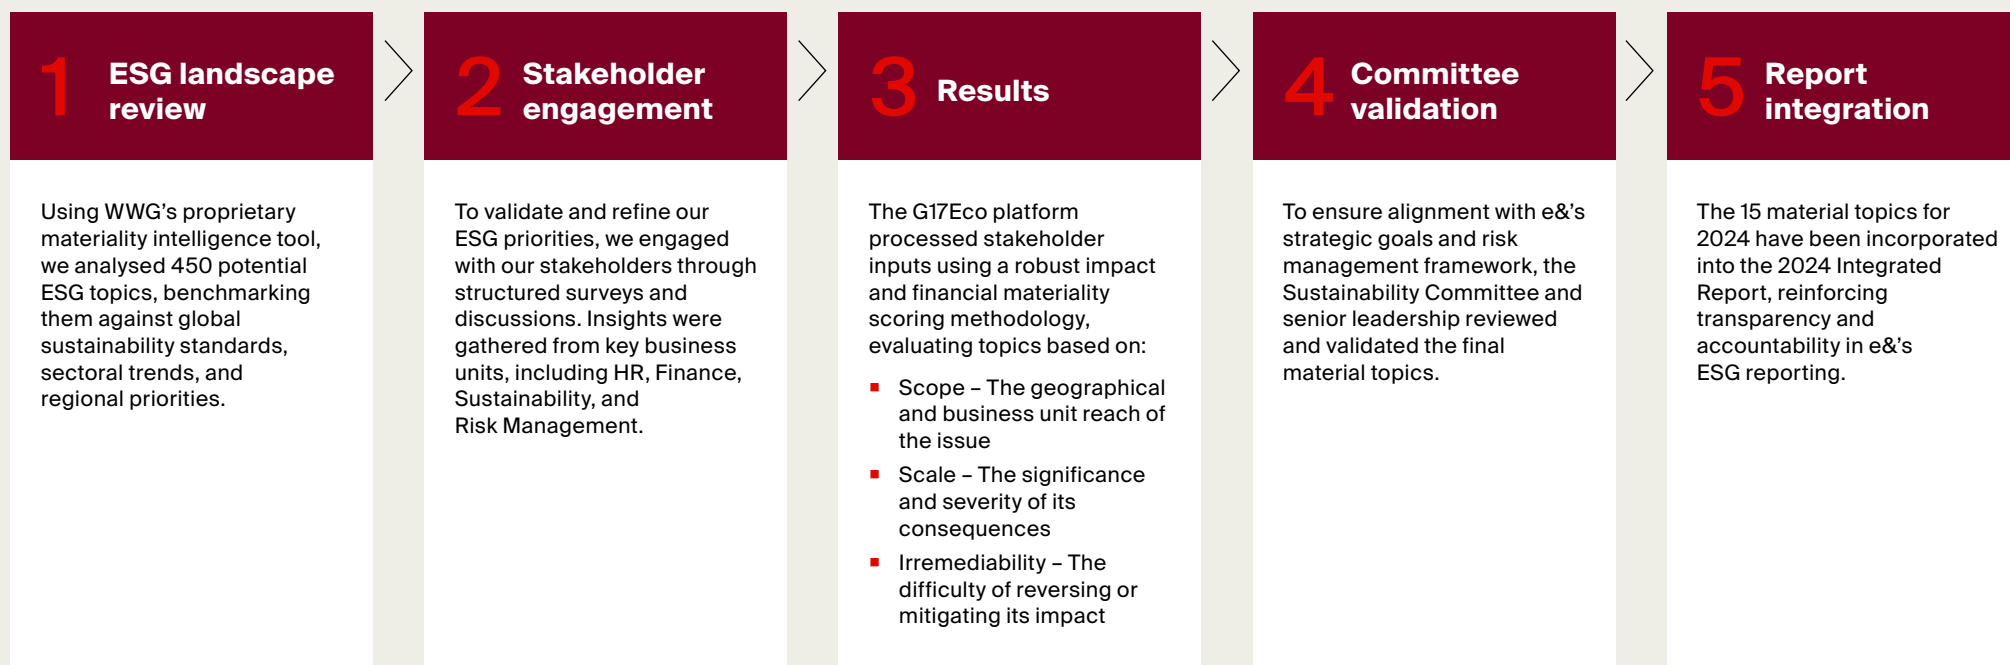 1
ESG landscape
review
Using WWG's proprietary
materiality intelligence tool,
we analysed 450 potential
ESG topics, benchmarking
them against global
sustainability standards,
sectoral trends, and
regional priorities.
2
Stakeholder
engagement
To validate and refine our
ESG priorities, we engaged
with our stakeholders through
structured surveys and
discussions. Insights were
gathered from key business
units, including HR, Finance,
Sustainability, and
Risk Management.
3
Results
The G17Eco platform
processed stakeholder
inputs using a robust impact
and financial materiality
scoring methodology,
evaluating topics based on:
▪ Scope – The geographical
and business unit reach of
the issue
▪ Scale – The significance
and severity of its
consequences
▪ Irremediability – The
difficulty of reversing or
mitigating its impact
4
Committee
validation
To ensure alignment with e&'s
strategic goals and risk
management framework, the
Sustainability Committee and
senior leadership reviewed
and validated the final
material topics.
5
Report
integration
The 15 material topics for
2024 have been incorporated
into the 2024 Integrated
Report, reinforcing
transparency and
accountability in e&'s
ESG reporting.